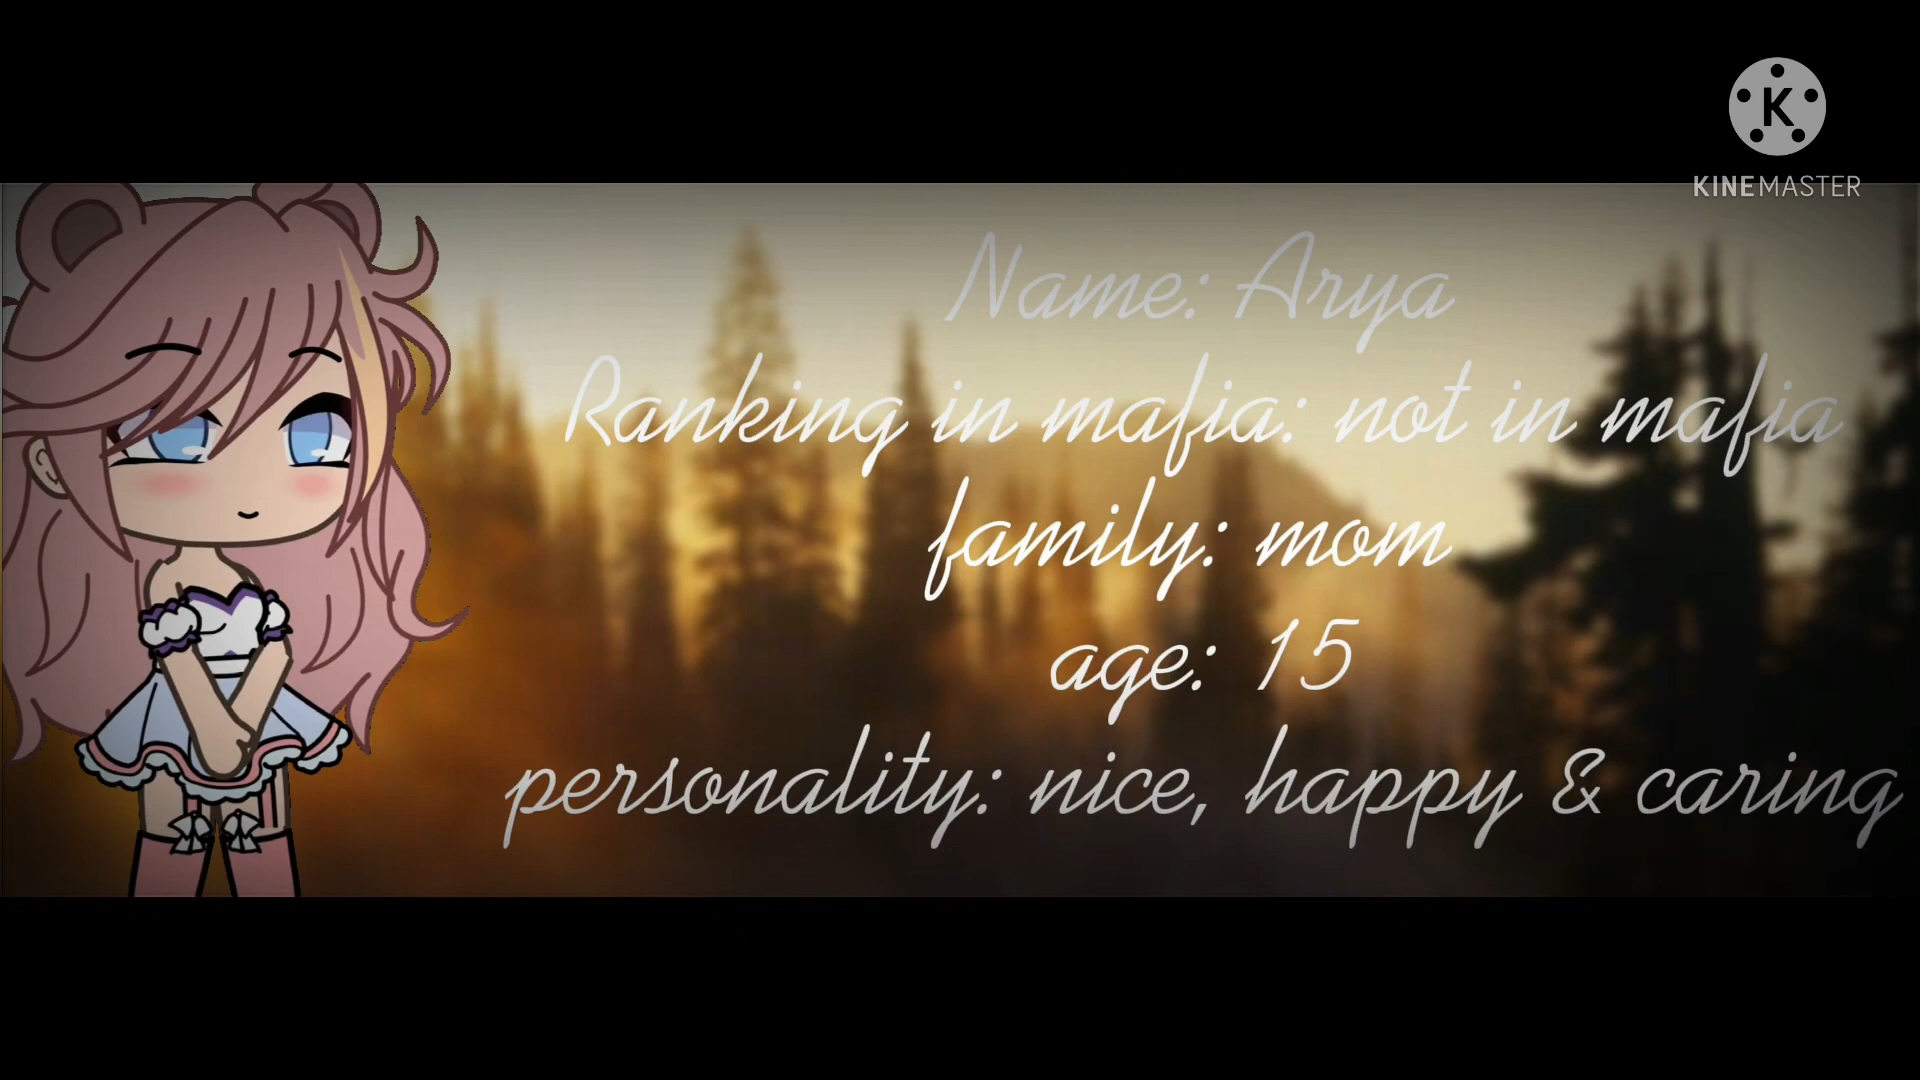 K
KINEMASTER
Name: Arya
Ranking in mafia: not in mafia
family: mom
age: 15
personality: nice, happy & caring